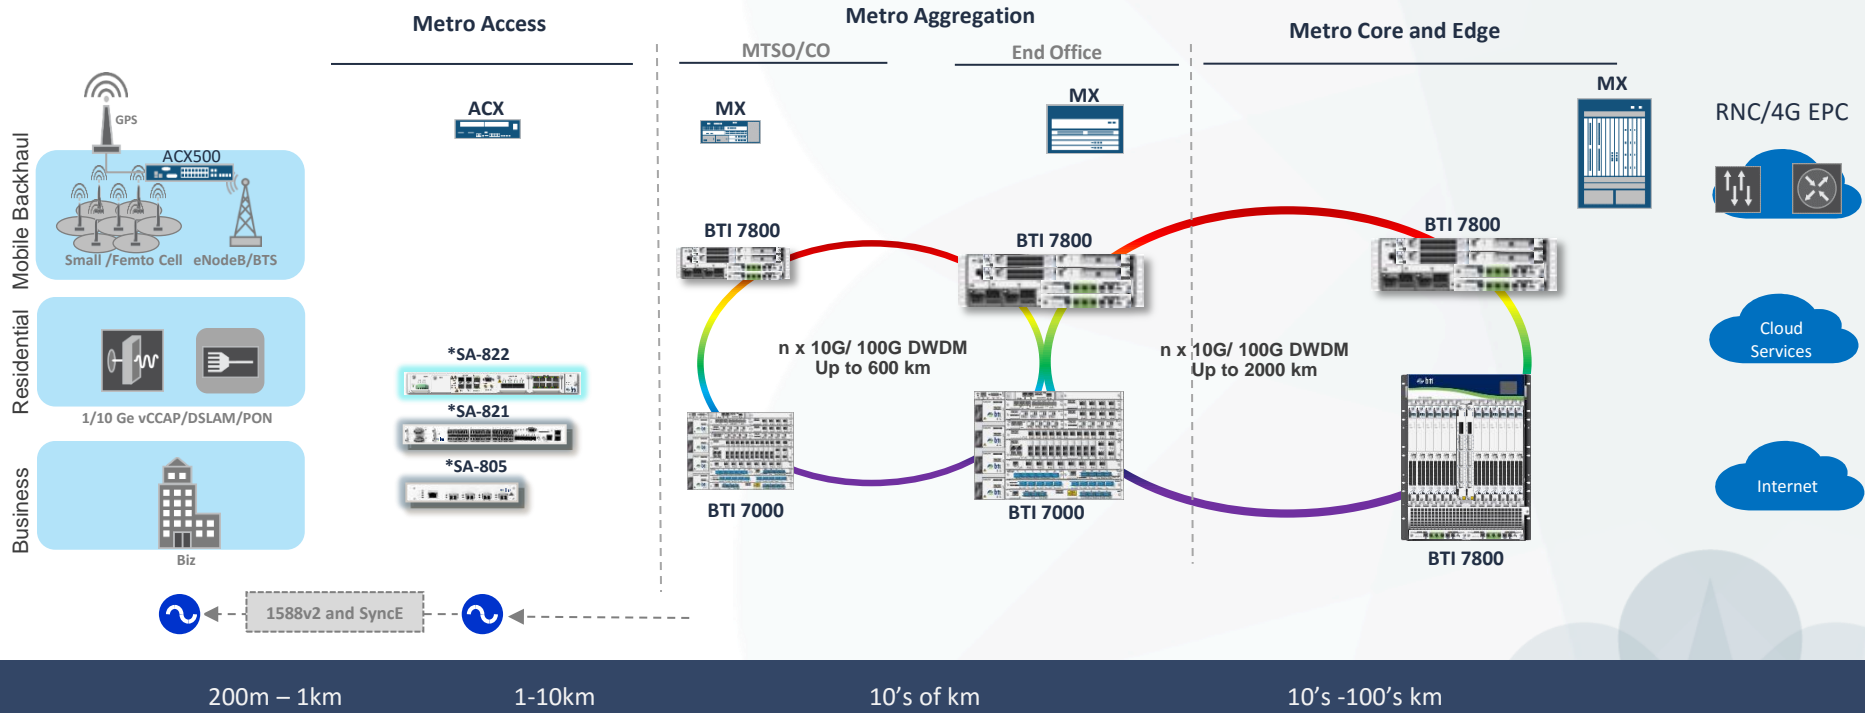 Metro Access
Metro Aggregation
Metro Core and Edge
MTSO/CO
End Office
Mobile Backhaul
GPS
ACX500
Small /Femto Cell
eNodeB/BTS
ACX
MX
MX
MX
RNC/4G EPC
BTI 7800
BTI 7800
BTI 7800
Residential
1/10 Ge vCCAP/DSLAM/PON
*SA-822
*SA-821
*SA-805
n x 10G/ 100G DWDM
Up to 600 km
n x 10G/ 100G DWDM
Up to 2000 km
Cloud
Services
bti
Business
Biz
BTI 7000
BTI 7000
BTI 7800
Internet
1588v2 and SyncE
200m – 1km
1-10km
10's of km
10's -100's km